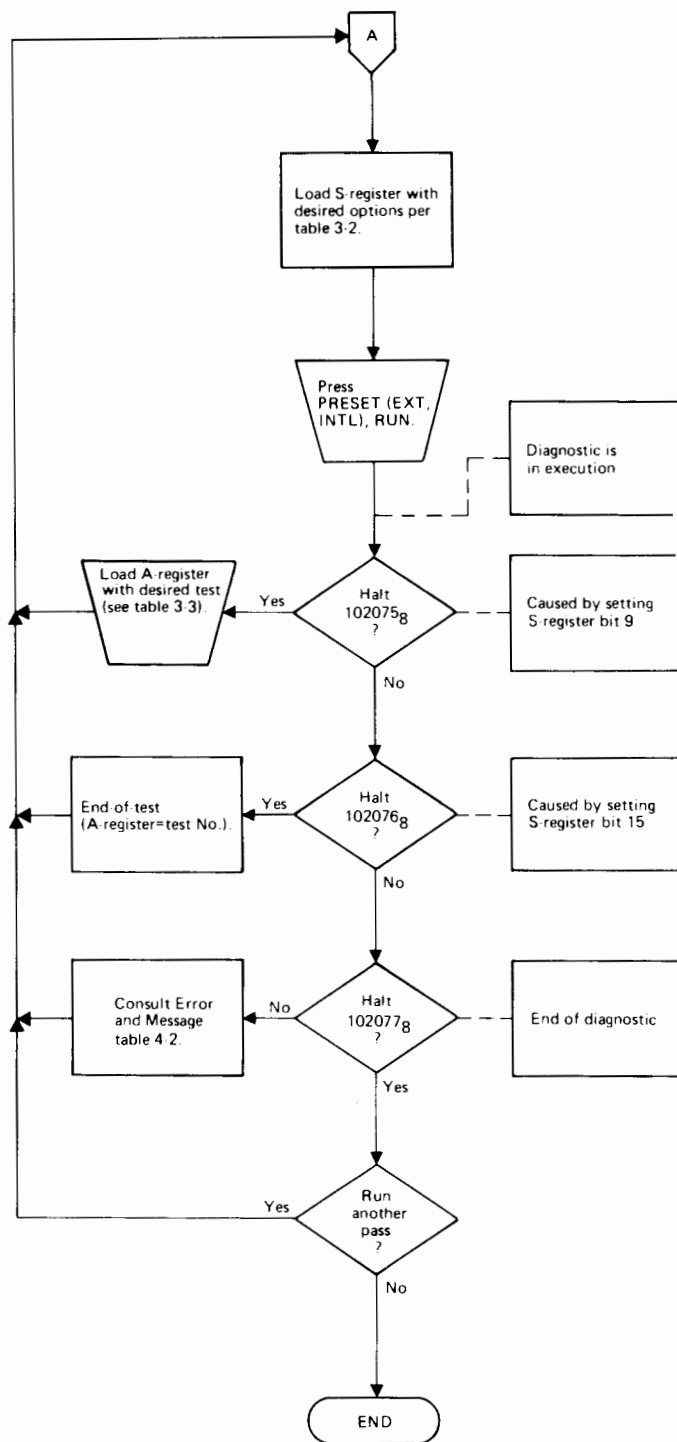 A
Load S-register with
desired options per
table 3-2.
Press
PRESET (EXT,
INTL), RUN.
Diagnostic is
in execution
Load A-register
with desired test
(see table 3-3).
Yes
Halt
102075₈
?
Caused by setting
S-register bit 9
No
End-of-test
(A-register=test No.).
Yes
Halt
102076₈
?
Caused by setting
S-register bit 15
No
Consult Error
and Message
table 4-2.
No
Halt
102077₈
?
End of diagnostic
Yes
Yes
Run
another
pass
?
No
END